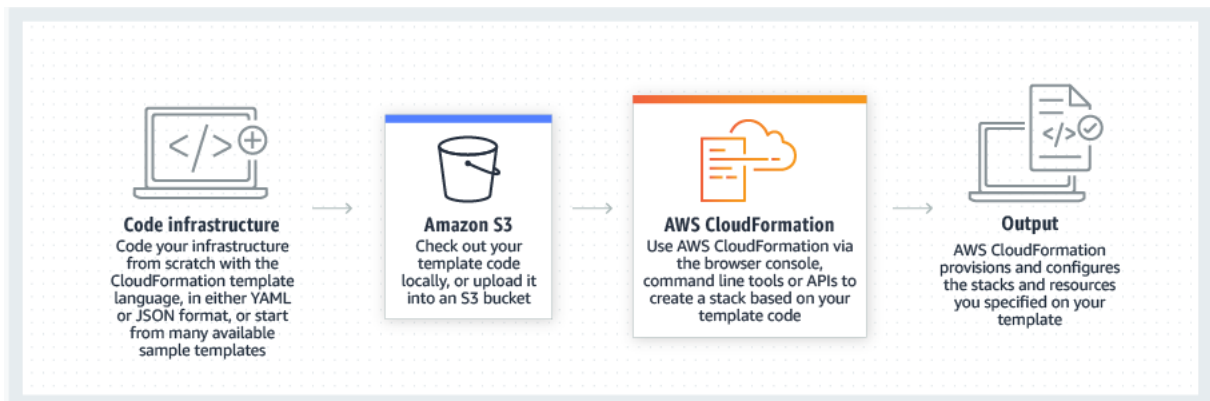 </>
Code infrastructure
Code your infrastructure
from scratch with the
CloudFormation template
language, in either YAML
or JSON format, or start
from many available
sample templates
Amazon S3
Check out your
template code
locally, or upload it
into an S3 bucket
AWS CloudFormation
Use AWS CloudFormation via
the browser console,
command line tools or APIs to
create a stack based on your
template code
</>
Output
AWS CloudFormation
provisions and configures
the stacks and resources
you specified on your
template